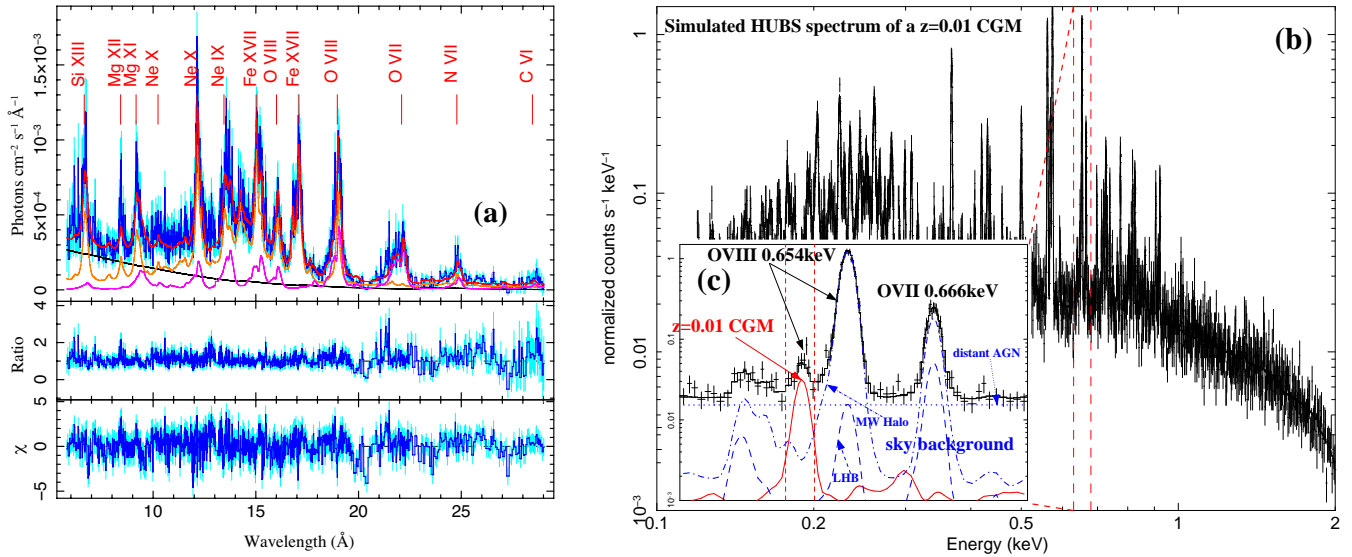 Si XIII
Mg XII
Mg XI
Ne X
Ne X
Ne IX
Fe XVII
O VIII
Fe XVII
O VIII
O VII
N VII
C VI
(a)
Photons cm⁻² s⁻¹ Å⁻¹
1.5×10⁻³
10⁻³
5×10⁻⁴
0
Ratio
4
2
0
χ
5
0
−5
10 15 20 25
Wavelength (Å)
Simulated HUBS spectrum of a z=0.01 CGM
(b)
normalized counts s⁻¹ keV⁻¹
1
0.1
0.01
10⁻³
0.1 0.2 0.5 1 2
Energy (keV)
(c)
OVIII 0.654keV
OVII 0.666keV
z=0.01 CGM
distant AGN
MW Halo
sky background
LHB
1
0.1
0.01
10⁻³